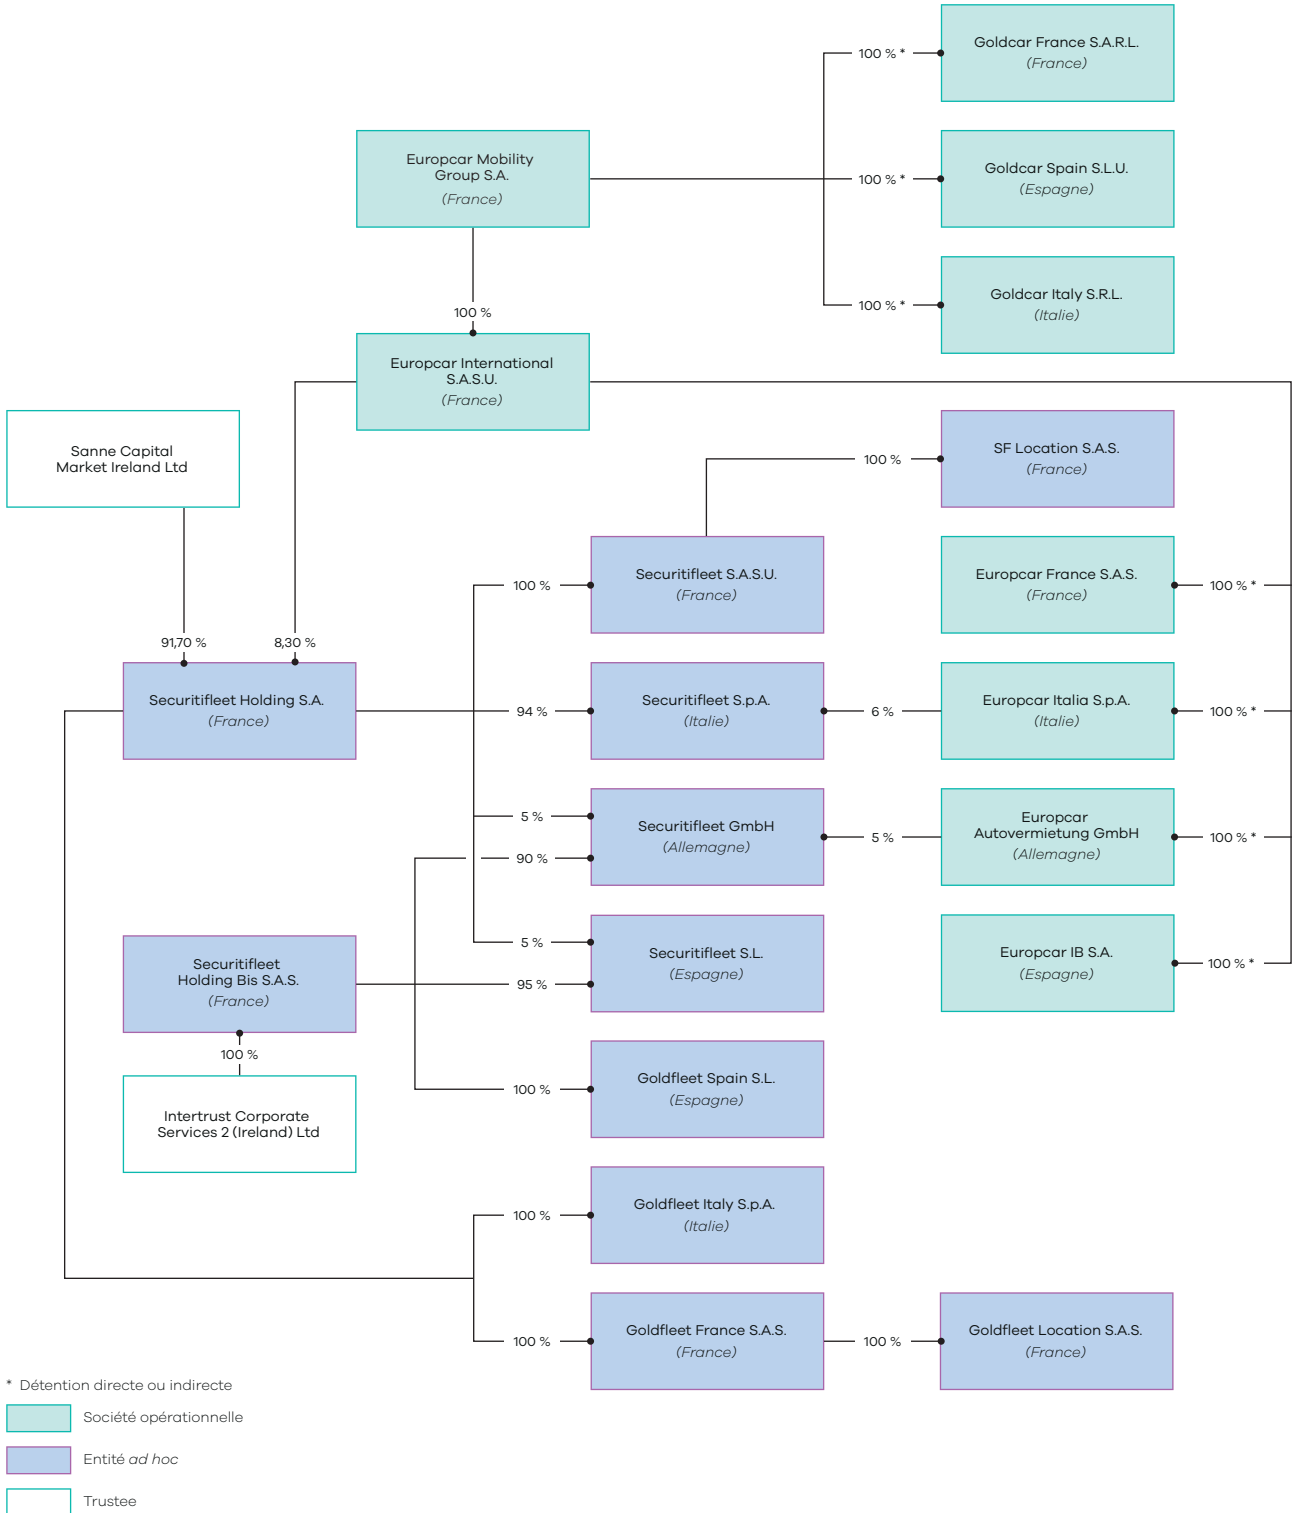 100 % *
Goldcar France S.A.R.L.
(France)
Europcar Mobility
Group S.A.
(France)
100 % *
Goldcar Spain S.L.U.
(Espagne)
100 % *
Goldcar Italy S.R.L.
(Italie)
100 %
Europcar International
S.A.S.U.
(France)
Sanne Capital
Market Ireland Ltd
100 %
SF Location S.A.S.
(France)
100 %
Securitifleet S.A.S.U.
(France)
Europcar France S.A.S.
(France)
100 % *
91,70 %
8,30 %
Securitifleet Holding S.A.
(France)
94 %
Securitifleet S.p.A.
(Italie)
6 %
Europcar Italia S.p.A.
(Italie)
100 % *
5 %
90 %
Securitifleet GmbH
(Allemagne)
5 %
Europcar
Autovermietung GmbH
(Allemagne)
100 % *
Securitifleet
Holding Bis S.A.S.
(France)
5 %
95 %
Securitifleet S.L.
(Espagne)
Europcar IB S.A.
(Espagne)
100 % *
100 %
Intertrust Corporate
Services 2 (Ireland) Ltd
100 %
Goldfleet Spain S.L.
(Espagne)
100 %
Goldfleet Italy S.p.A.
(Italie)
100 %
Goldfleet France S.A.S.
(France)
100 %
Goldfleet Location S.A.S.
(France)
* Détention directe ou indirecte
Société opérationnelle
Entité ad hoc
Trustee